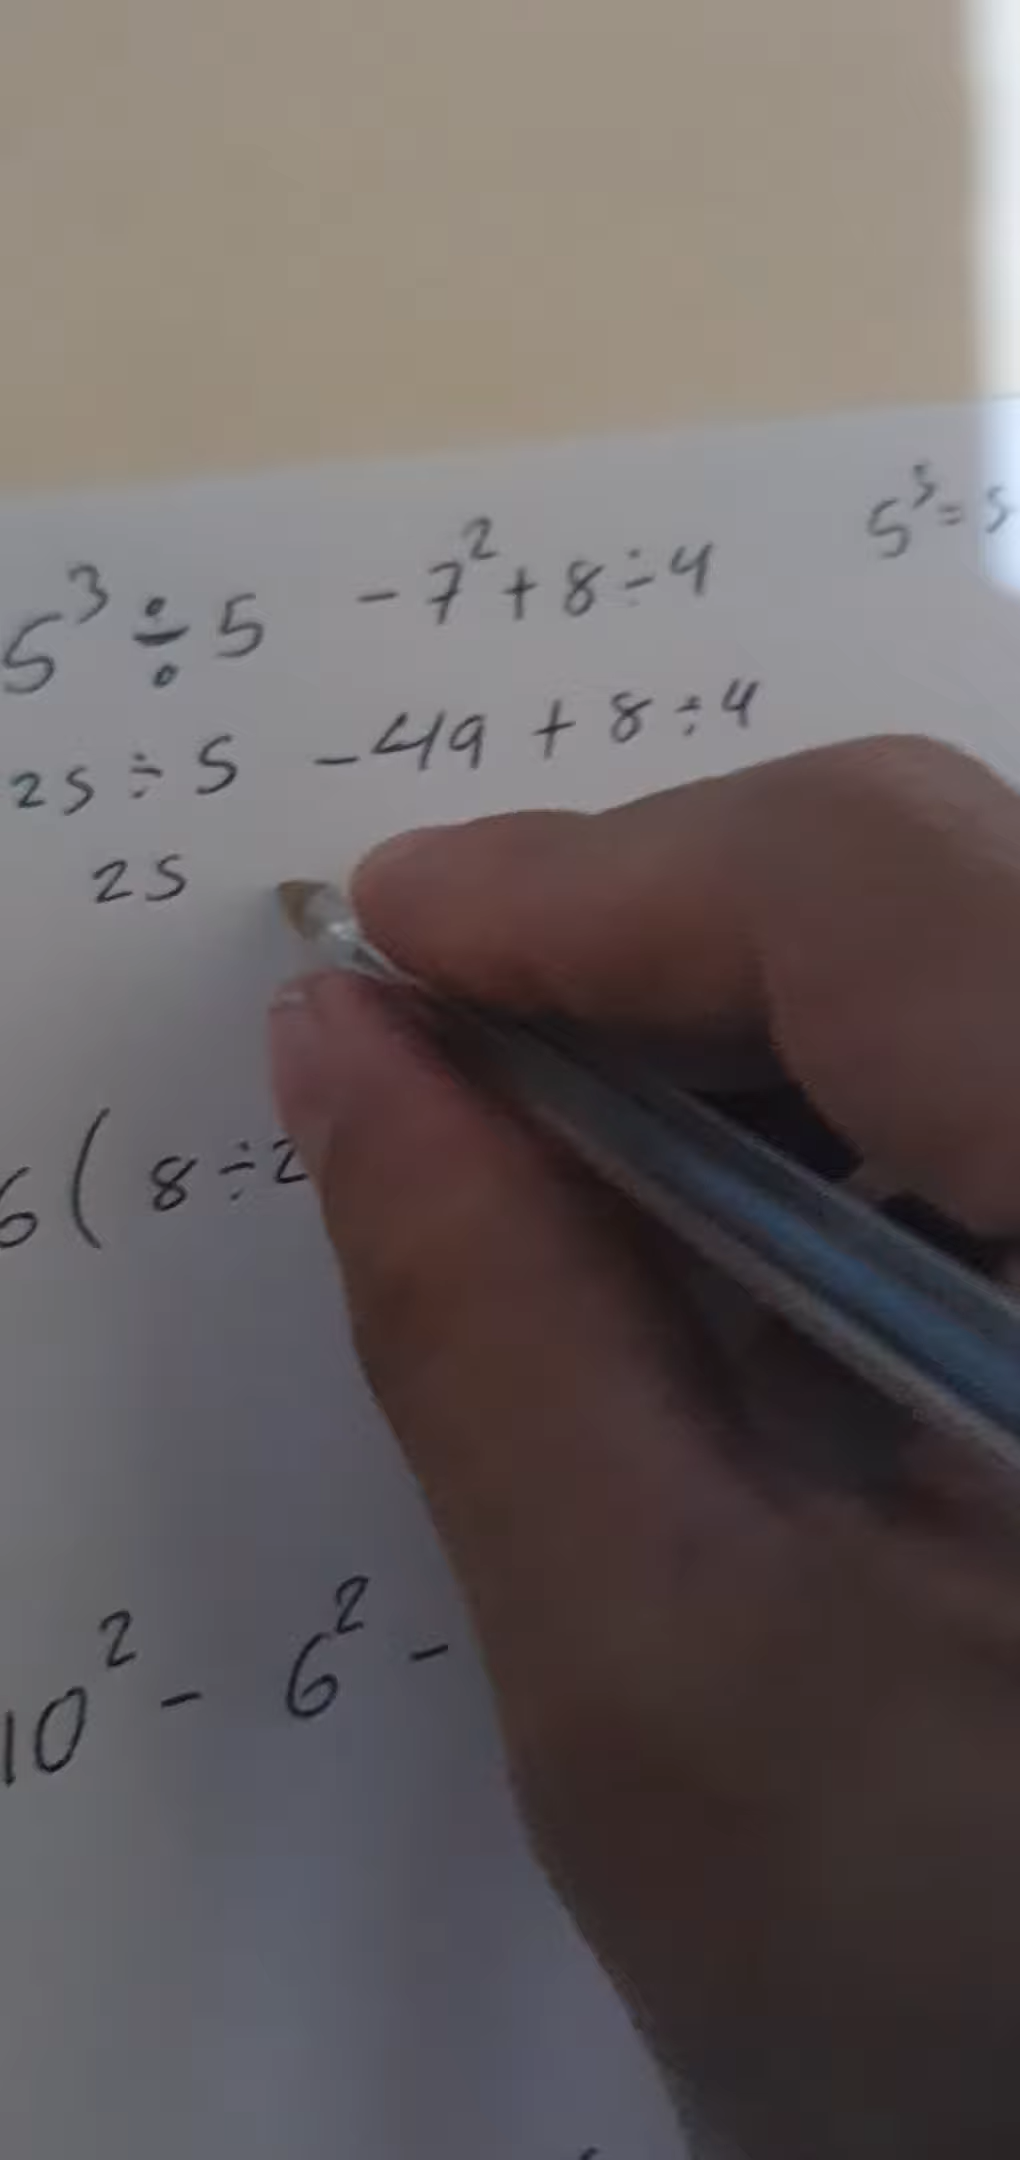 5³ ÷ 5 - 7² + 8 ÷ 4
5³ = 5
25 ÷ 5 - 49 + 8 ÷ 4
25
6 ( 8 ÷ 2
10² - 6² -